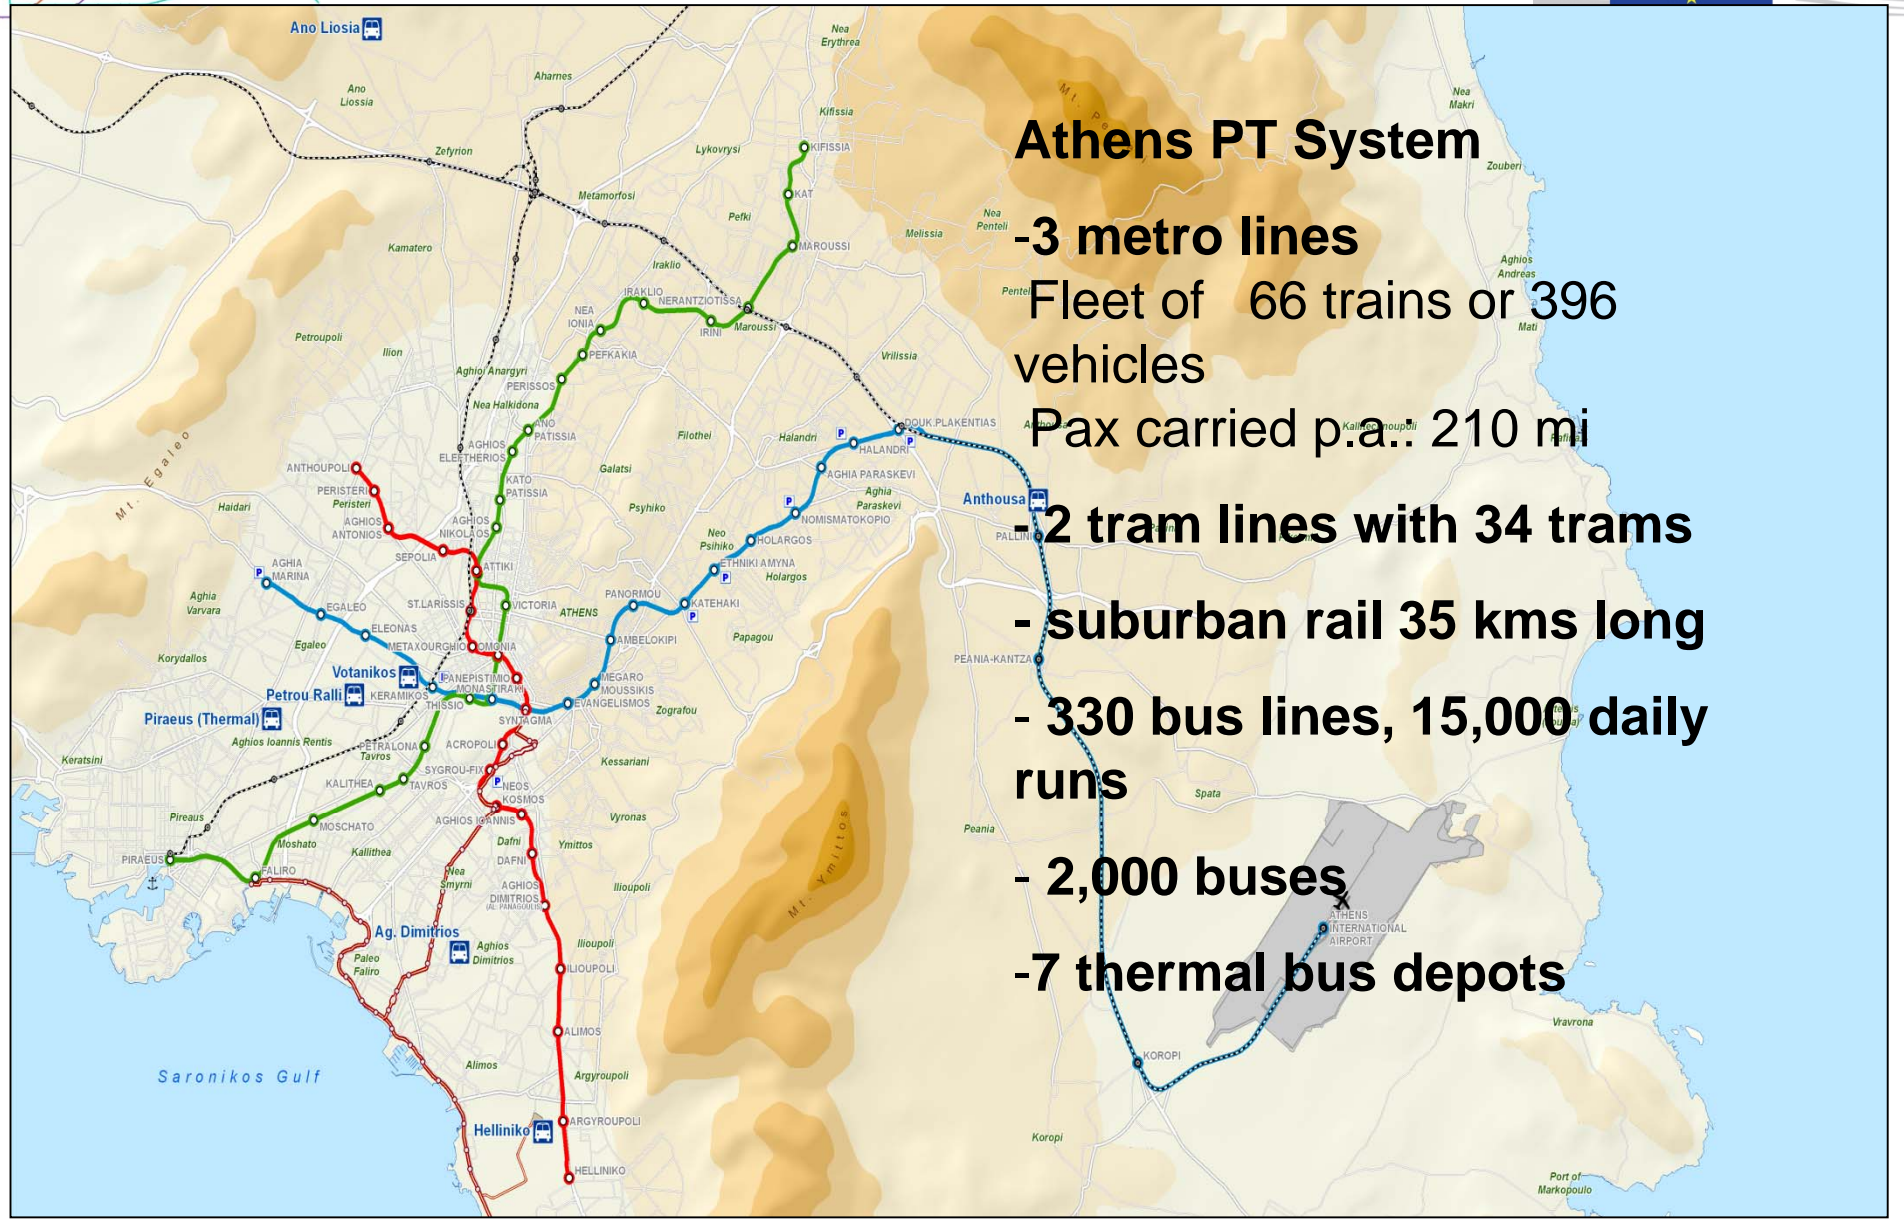 Athens PT System
-3 metro lines
Fleet of 66 trains or 396
vehicles
Pax carried p.a.: 210 mi
- 2 tram lines with 34 trams
- suburban rail 35 kms long
- 330 bus lines, 15,000 daily
runs
- 2,000 buses
-7 thermal bus depots
Ano Liosia
Nea
Erythrea
Aharnes
Ano
Liossia
Kifissia
Nea
Makri
Zefyrion
Lykovrysi
KIFISSIA
Zouberi
Metamorfosi
KAT
Pefki
Nea
Penteli
Melissia
Kamatero
MAROUSSI
Iraklio
Aghios
Andreas
IRAKLIO
NERANTZIOTISSA
NEA
IONIA
IRINI
Maroussi
Mati
Petroupoli
Ilion
PEFKAKIA
Vrilissia
Aghioi Anargyri
PERISSOS
Nea Halkidona
ANO
PATISSIA
DOUK.PLAKENTIAS
Filothei
Halandri
P
P
HALANDRI
AGHIOS
ELEFTHERIOS
Mt. Egaleo
ANTHOUPOLI
PERISTERI
Peristeri
KATO
PATISSIA
Galatsi
AGHIA PARASKEVI
Aghia
Paraskevi
Anthousa
Haidari
Psyhiko
P
NOMISMATOKOPIO
AGHIOS
ANTONIOS
AGHIOS
NIKOLAOS
SEPOLIA
Neo
Psihiko
HOLARGOS
PALLINI
AGHIA
MARINA
P
ATTIKI
ETHNIKI AMYNA
P
Holargos
Aghia
Varvara
EGALEO
ST.LARISSIS
VICTORIA
ATHENS
PANORMOU
KATEHAKI
P
ELEONAS
Egaleo
METAXOURGHIO
OMONIA
AMBELOKIPI
Papagou
Korydallos
PEANIA-KANTZA
Votanikos
Petrou Ralli
KERAMIKOS
PANEPISTIMIO
MONASTIRAKI
THISSIO
MEGARO
MOUSSIKIS
EVANGELISMOS
Zografou
Piraeus (Thermal)
SYNTAGMA
Aghios Ioannis Rentis
PETRALONA
Tavros
ACROPOLI
Keratsini
Kessariani
SYGROU-FIX
P
KALITHEA
TAVROS
NEOS
KOSMOS
Spata
Pireaus
MOSCHATO
AGHIOS IOANNIS
Vyronas
Peania
Moshato
Kallithea
Dafni
Ymittos
PIRAEUS
DAFNI
FALIRO
Nea
Smyrni
AGHIOS
DIMITRIOS
(AL. PANAGOULIS)
Ilioupoli
Mt. Ymittos
ATHENS
INTERNATIONAL
AIRPORT
Ag. Dimitrios
Aghios
Dimitrios
Ilioupoli
Paleo
Faliro
ILIOUPOLI
ALIMOS
Vravrona
KOROPI
Alimos
Argyroupoli
Saronikos Gulf
Helliniko
ARGYROUPOLI
Koropi
HELLINIKO
Port of
Markopoulo